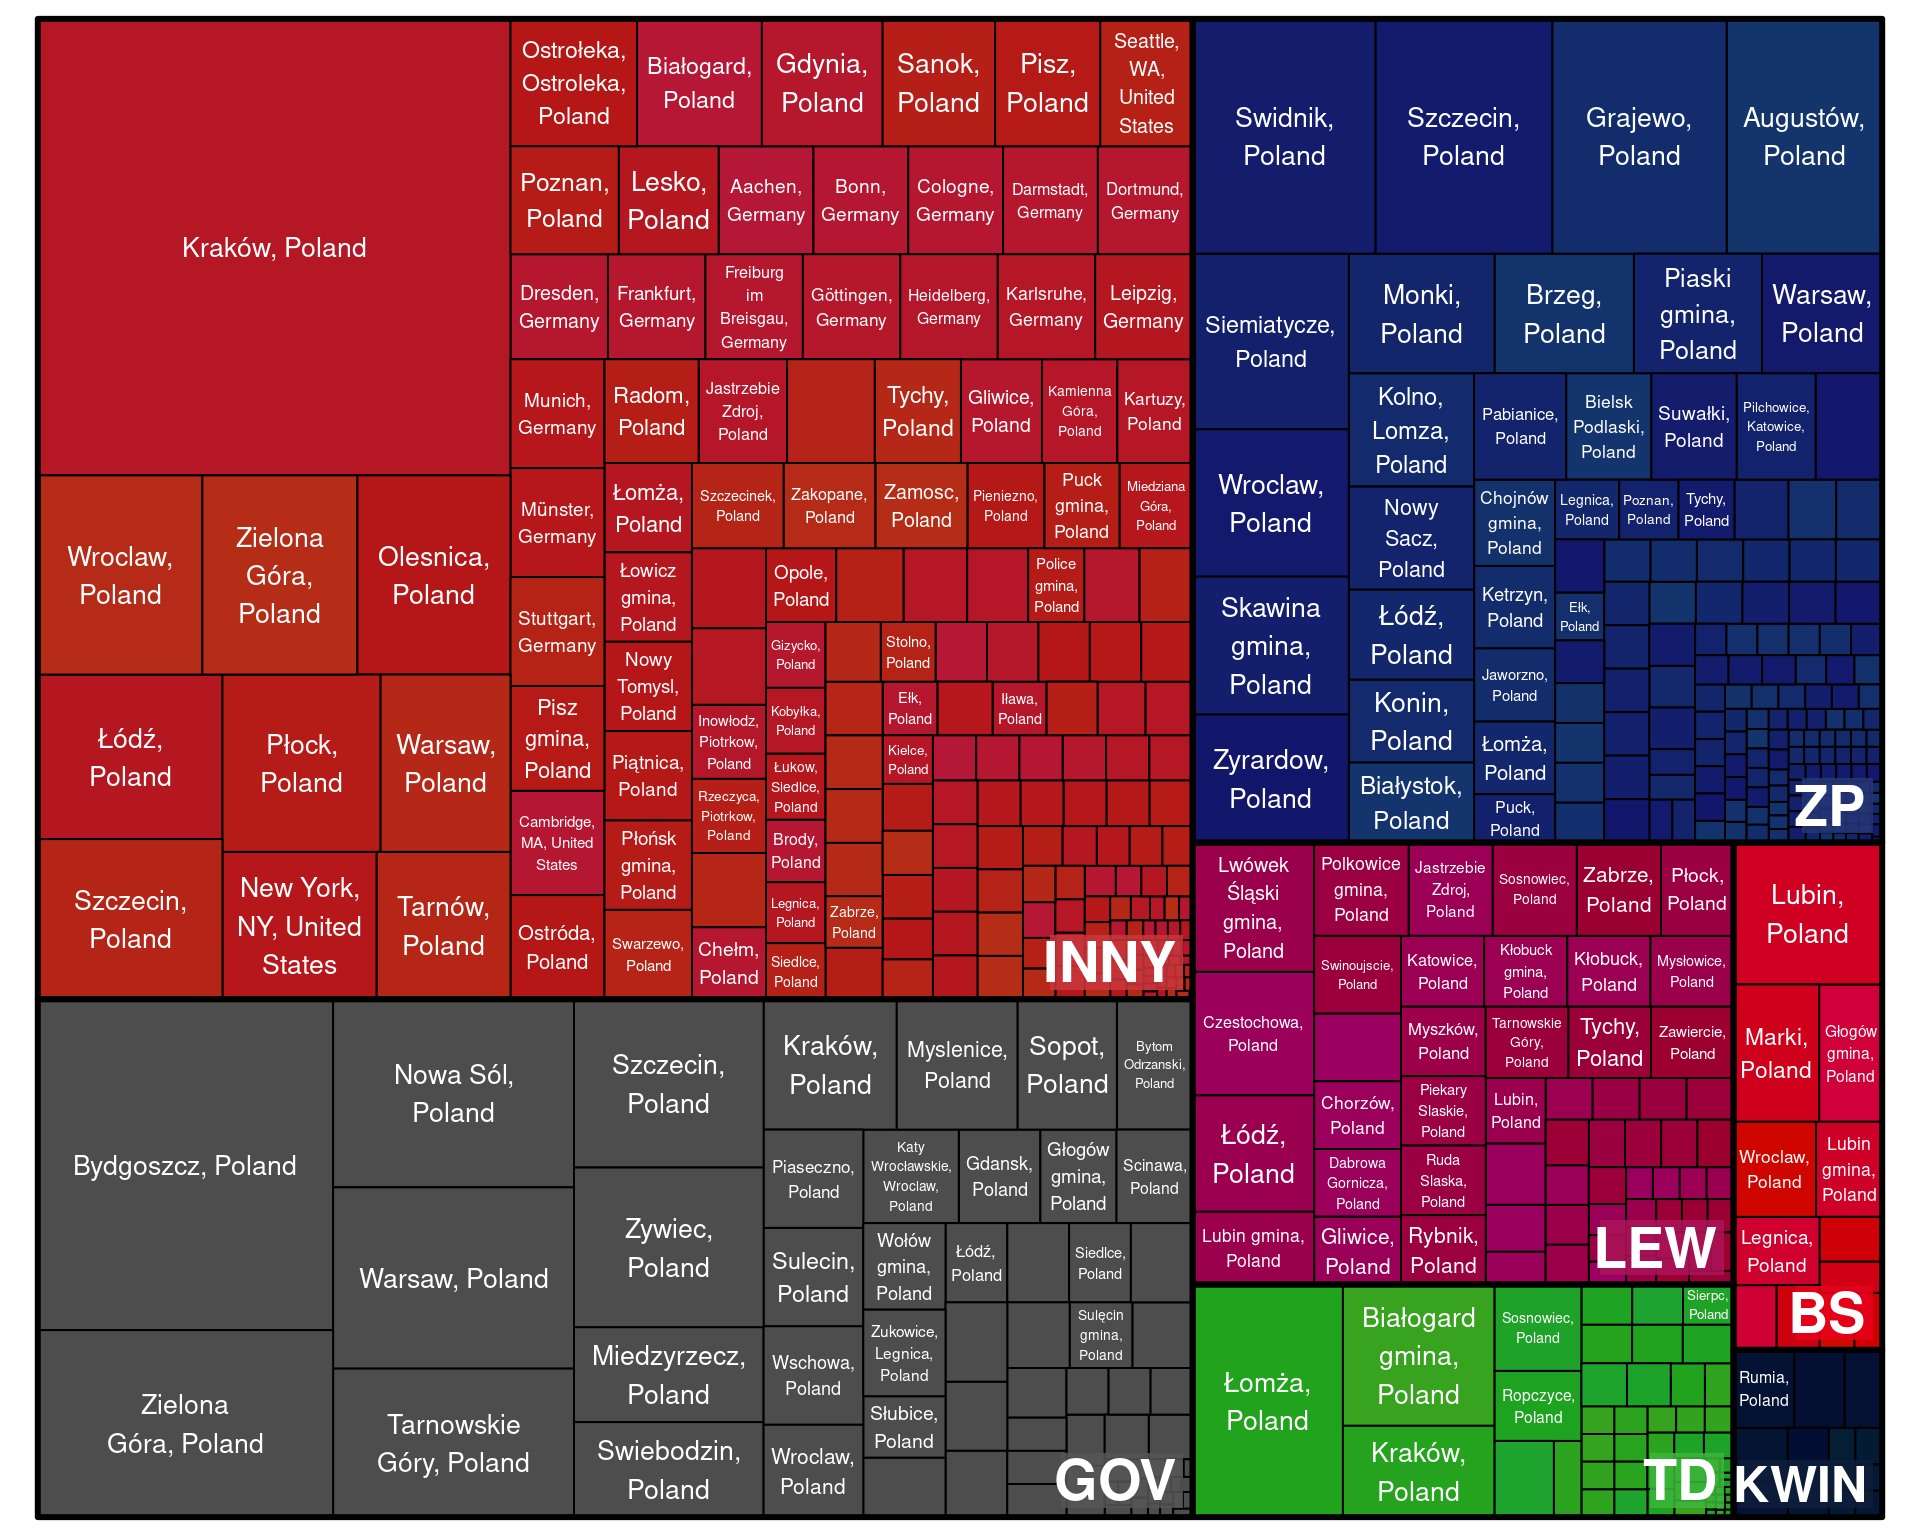 Kraków, Poland
Ostrołeka,
Ostroleka,
Poland
Białogard,
Poland
Gdynia,
Poland
Sanok,
Poland
Pisz,
Poland
Seattle,
WA,
United
States
Poznan,
Poland
Lesko,
Poland
Aachen,
Germany
Bonn,
Germany
Cologne,
Germany
Darmstadt,
Germany
Dortmund,
Germany
Dresden,
Germany
Frankfurt,
Germany
Freiburg
im
Breisgau,
Germany
Göttingen,
Germany
Heidelberg,
Germany
Karlsruhe,
Germany
Leipzig,
Germany
Munich,
Germany
Radom,
Poland
Jastrzebie
Zdroj,
Poland
Tychy,
Poland
Gliwice,
Poland
Kamienna
Góra,
Poland
Kartuzy,
Poland
Münster,
Germany
Łomża,
Poland
Szczecinek,
Poland
Zakopane,
Poland
Zamosc,
Poland
Pieniezno,
Poland
Puck
gmina,
Poland
Miedziana
Góra,
Poland
Wroclaw,
Poland
Zielona
Góra,
Poland
Olesnica,
Poland
Stuttgart,
Germany
Łowicz
gmina,
Poland
Opole,
Poland
Police
gmina,
Poland
Nowy
Tomysl,
Poland
Gizycko,
Poland
Stolno,
Poland
Łódź,
Poland
Płock,
Poland
Warsaw,
Poland
Pisz
gmina,
Poland
Inowłodz,
Piotrkow,
Poland
Kobyłka,
Poland
Ełk,
Poland
Iława,
Poland
Piątnica,
Poland
Kielce,
Poland
Łukow,
Siedlce,
Poland
Cambridge,
MA, United
States
Rzeczyca,
Piotrkow,
Poland
Płońsk
gmina,
Poland
Brody,
Poland
Szczecin,
Poland
New York,
NY, United
States
Tarnów,
Poland
Ostróda,
Poland
Swarzewo,
Poland
Chełm,
Poland
Legnica,
Poland
Zabrze,
Poland
Siedlce,
Poland
INNY
Swidnik,
Poland
Szczecin,
Poland
Grajewo,
Poland
Augustów,
Poland
Siemiatycze,
Poland
Monki,
Poland
Brzeg,
Poland
Piaski
gmina,
Poland
Warsaw,
Poland
Kolno,
Lomza,
Poland
Pabianice,
Poland
Bielsk
Podlaski,
Poland
Suwałki,
Poland
Pilchowice,
Katowice,
Poland
Wroclaw,
Poland
Nowy
Sacz,
Poland
Chojnów
gmina,
Poland
Legnica,
Poland
Poznan,
Poland
Tychy,
Poland
Skawina
gmina,
Poland
Łódź,
Poland
Ketrzyn,
Poland
Ełk,
Poland
Konin,
Poland
Jaworzno,
Poland
Zyrardow,
Poland
Białystok,
Poland
Łomża,
Poland
Puck,
Poland
ZP
Bydgoszcz, Poland
Nowa Sól,
Poland
Szczecin,
Poland
Kraków,
Poland
Myslenice,
Poland
Sopot,
Poland
Bytom
Odrzanski,
Poland
Piaseczno,
Poland
Katy
Wrocławskie,
Wroclaw,
Poland
Gdansk,
Poland
Głogów
gmina,
Poland
Scinawa,
Poland
Warsaw, Poland
Zywiec,
Poland
Sulecin,
Poland
Wołów
gmina,
Poland
Łódź,
Poland
Siedlce,
Poland
Zielona
Góra, Poland
Tarnowskie
Góry, Poland
Miedzyrzecz,
Poland
Swiebodzin,
Poland
Wschowa,
Poland
Zukowice,
Legnica,
Poland
Sulęcin
gmina,
Poland
Słubice,
Poland
Wroclaw,
Poland
GOV
Lwówek
Śląski
gmina,
Poland
Polkowice
gmina,
Poland
Jastrzebie
Zdroj,
Poland
Sosnowiec,
Poland
Zabrze,
Poland
Płock,
Poland
Swinoujscie,
Poland
Katowice,
Poland
Kłobuck
gmina,
Poland
Kłobuck,
Poland
Mysłowice,
Poland
Czestochowa,
Poland
Myszków,
Poland
Tarnowskie
Góry,
Poland
Tychy,
Poland
Zawiercie,
Poland
Chorzów,
Poland
Piekary
Slaskie,
Poland
Lubin,
Poland
Łódź,
Poland
Dabrowa
Gornicza,
Poland
Ruda
Slaska,
Poland
Lubin gmina,
Poland
Gliwice,
Poland
Rybnik,
Poland
LEW
Lubin,
Poland
Marki,
Poland
Głogów
gmina,
Poland
Wroclaw,
Poland
Lubin
gmina,
Poland
Legnica,
Poland
BS
Łomża,
Poland
Białogard
gmina,
Poland
Kraków,
Poland
Sosnowiec,
Poland
Ropczyce,
Poland
Sierpc,
Poland
TD
Rumia,
Poland
KWIN